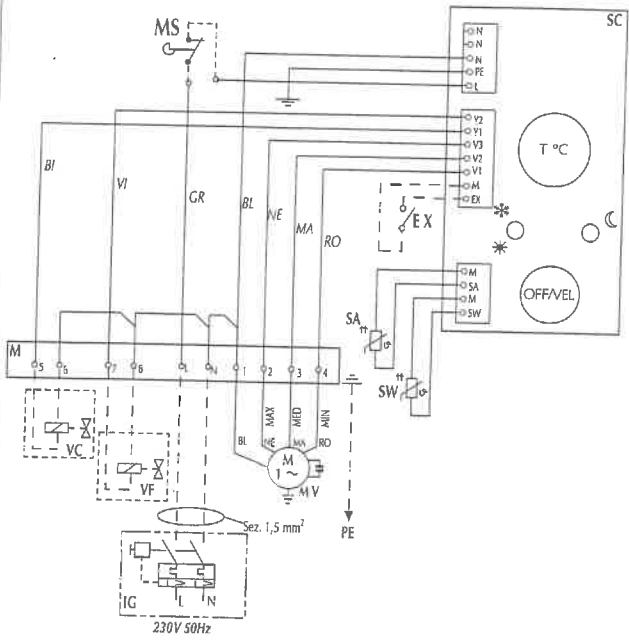 MS
SC
N
N
N
PE
L
Y2
Y1
V3
V2
V1
M
EX
T °C
EX
BI
VI
GR
BL
NE
MA
RO
M
SA
M
SW
OFF/VEL
SA
ϑ
SW
ϑ
M
5
6
7
8
L
N
1
2
3
4
MAX
MED
MIN
BL
NE
MA
RO
VC
VF
M
1 ~
MV
PE
Sez. 1,5 mm²
IG
L
N
230V 50Hz